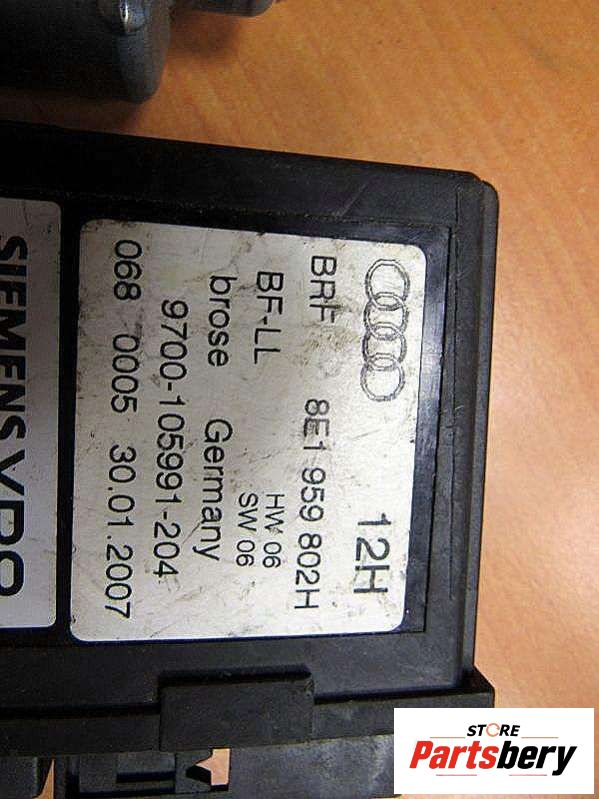 SIEMENS VDO
12H
BRF 8E1 959 802H
BF-LL HW 06
SW 06
brose Germany
9700-105991-204
068 0005 30.01.2007
STORE
Partsbery